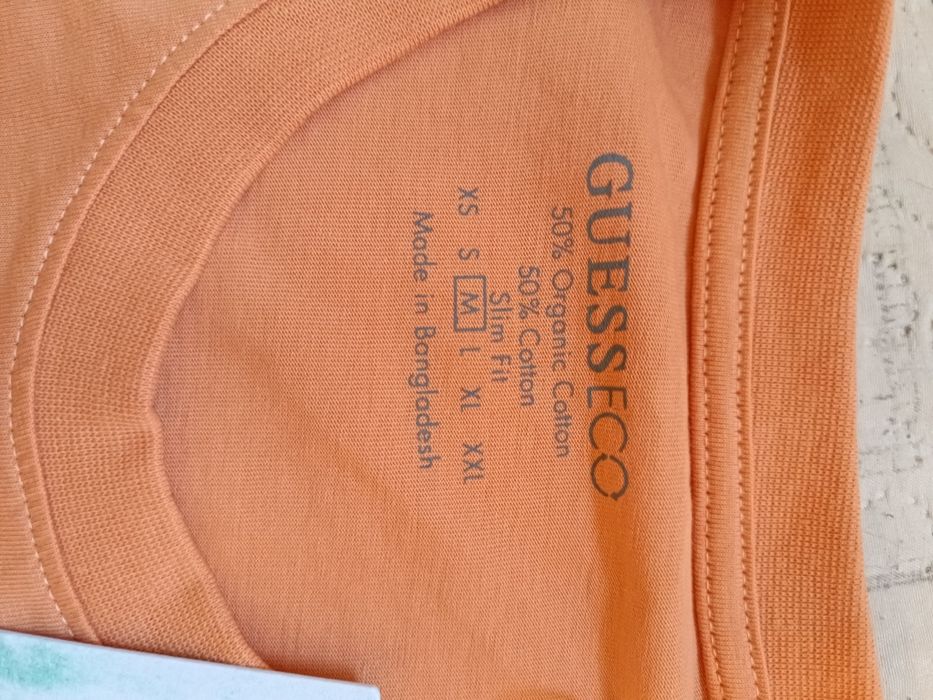 GUESSECO
50% Organic Cotton
50% Cotton
Slim Fit
XS S M L XL XXL
Made in Bangladesh